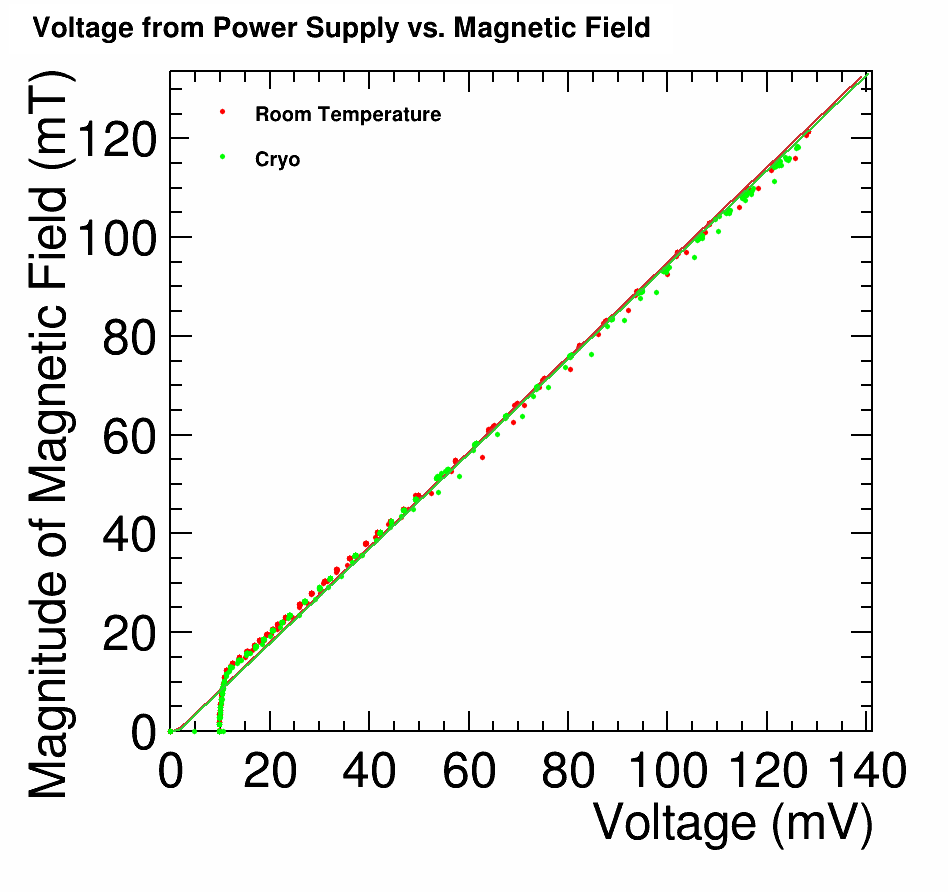 Voltage from Power Supply vs. Magnetic Field
Magnitude of Magnetic Field (mT)
Room Temperature
Cryo
120
100
80
60
40
20
0
0 20 40 60 80 100 120 140
Voltage (mV)